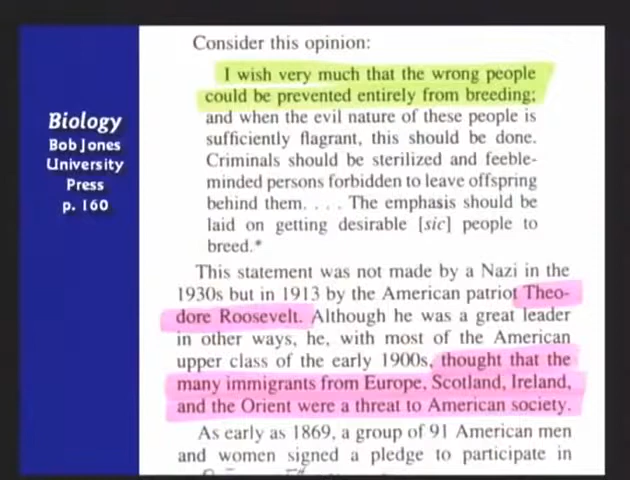 Consider this opinion:
I wish very much that the wrong people
could be prevented entirely from breeding;
and when the evil nature of these people is
sufficiently flagrant, this should be done.
Criminals should be sterilized and feeble-
minded persons forbidden to leave offspring
behind them. . . . The emphasis should be
laid on getting desirable [sic] people to
breed.*
This statement was not made by a Nazi in the
1930s but in 1913 by the American patriot Theo-
dore Roosevelt. Although he was a great leader
in other ways, he, with most of the American
upper class of the early 1900s, thought that the
many immigrants from Europe, Scotland, Ireland,
and the Orient were a threat to American society.
As early as 1869, a group of 91 American men
and women signed a pledge to participate in
Biology
Bob Jones
University
Press
p. 160